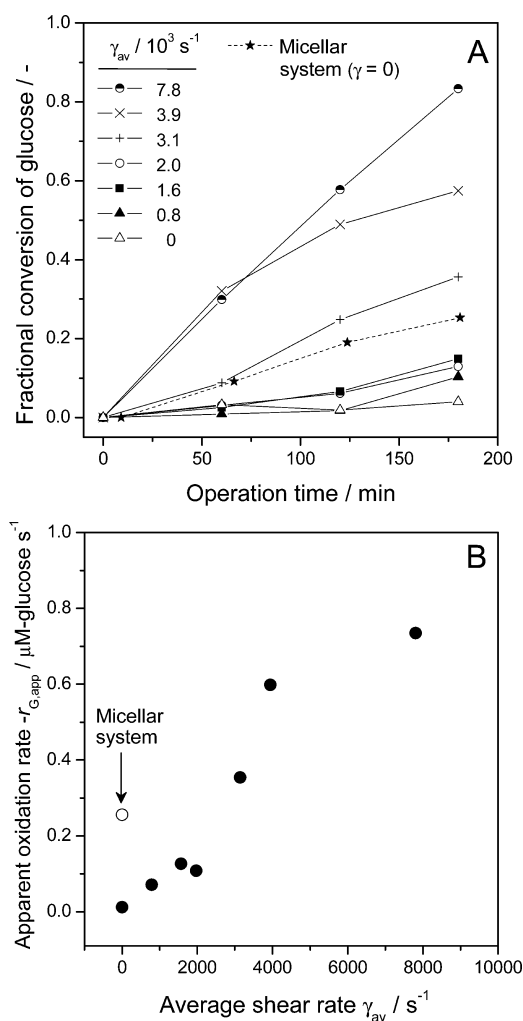 A
γav / 10³ s⁻¹
7.8
3.9
3.1
2.0
1.6
0.8
0
Micellar
system (γ = 0)
Fractional conversion of glucose / -
1.0
0.8
0.6
0.4
0.2
0.0
0 50 100 150 200
Operation time / min
B
Apparent oxidation rate -rG,app / μM-glucose s⁻¹
1.0
0.8
0.6
0.4
0.2
0.0
Micellar
system
0 2000 4000 6000 8000 10000
Average shear rate γav / s⁻¹